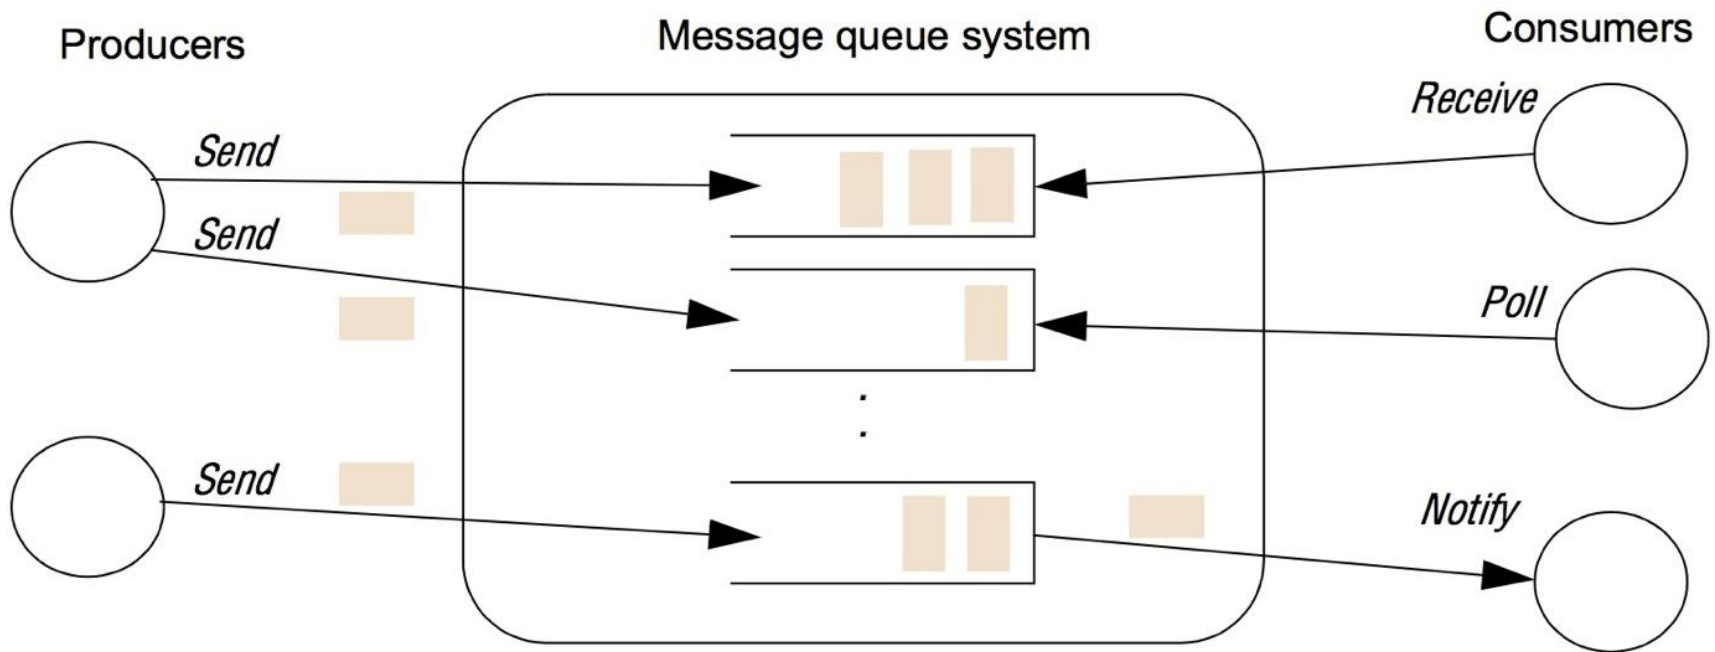 Producers
Message queue system
Consumers
Send
Receive
Send
Poll
Send
Notify